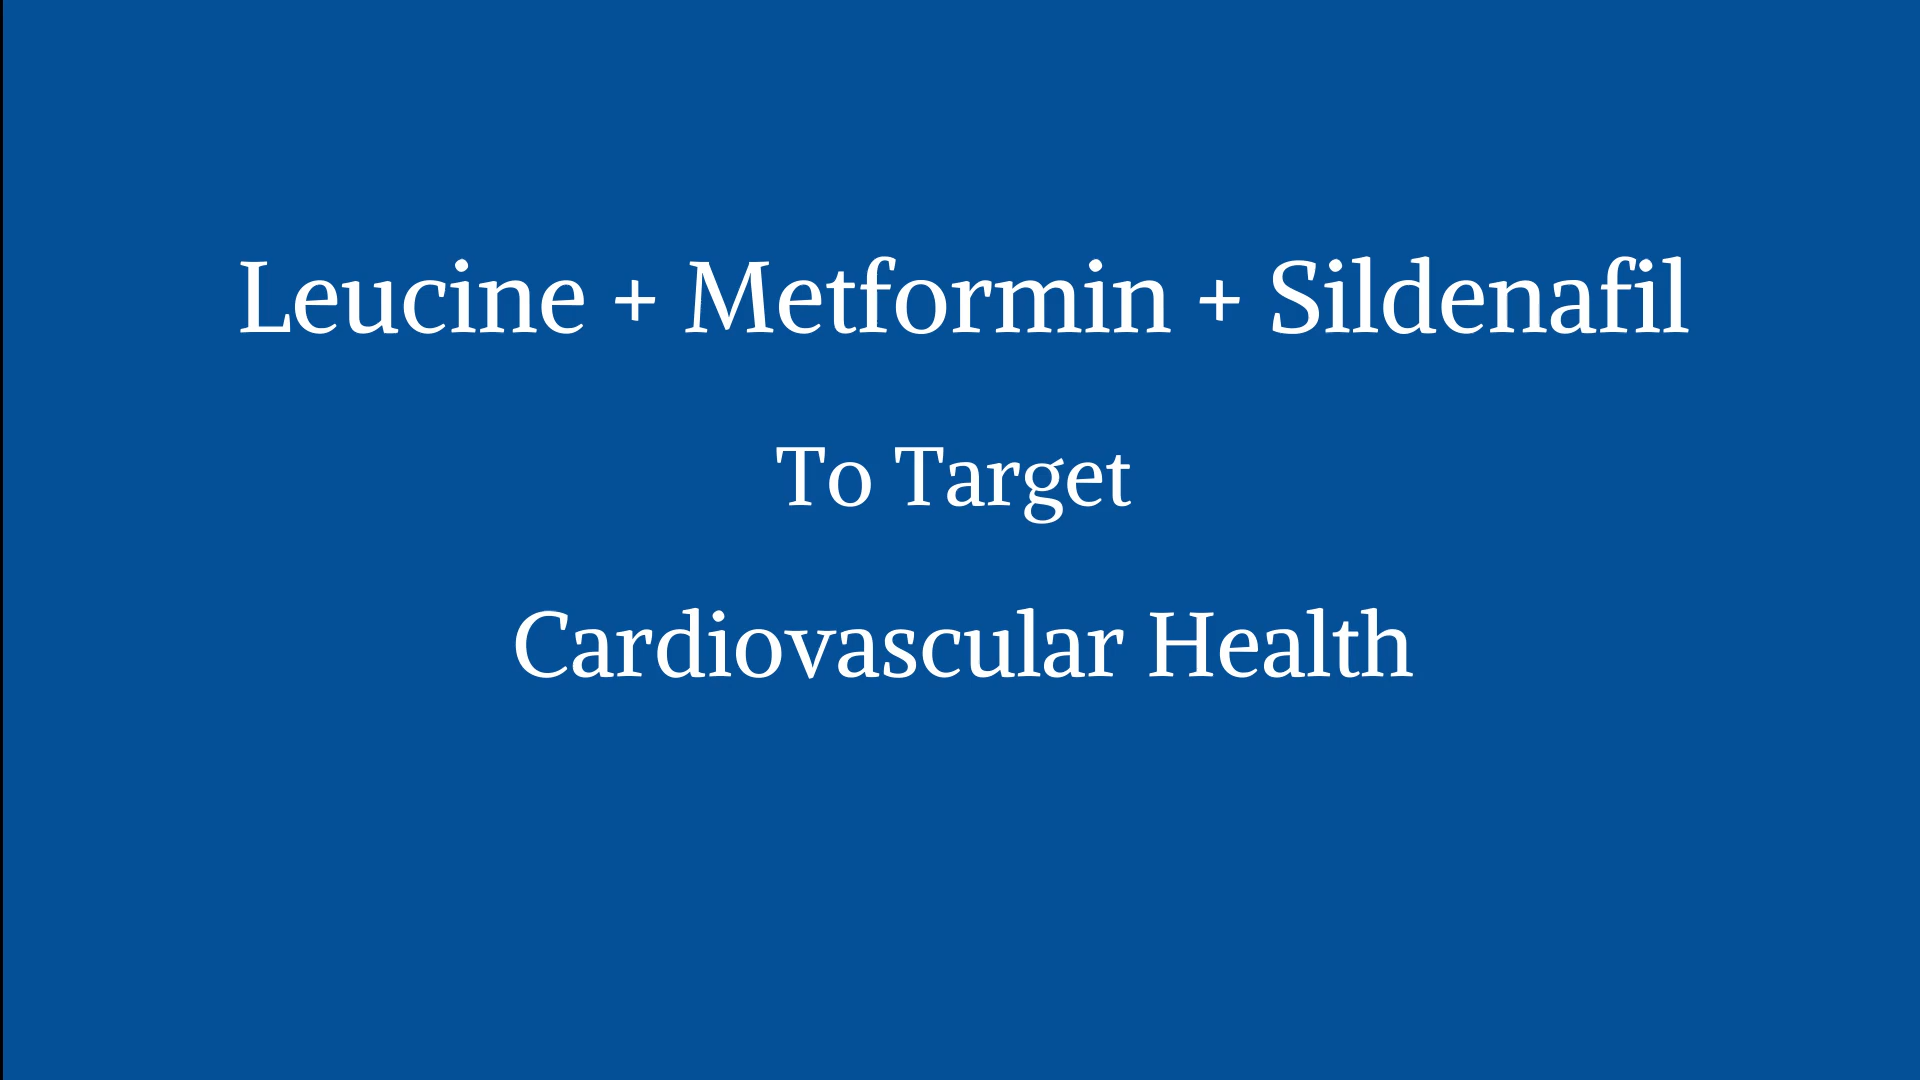 Leucine + Metformin + Sildenafil
To Target
Cardiovascular Health